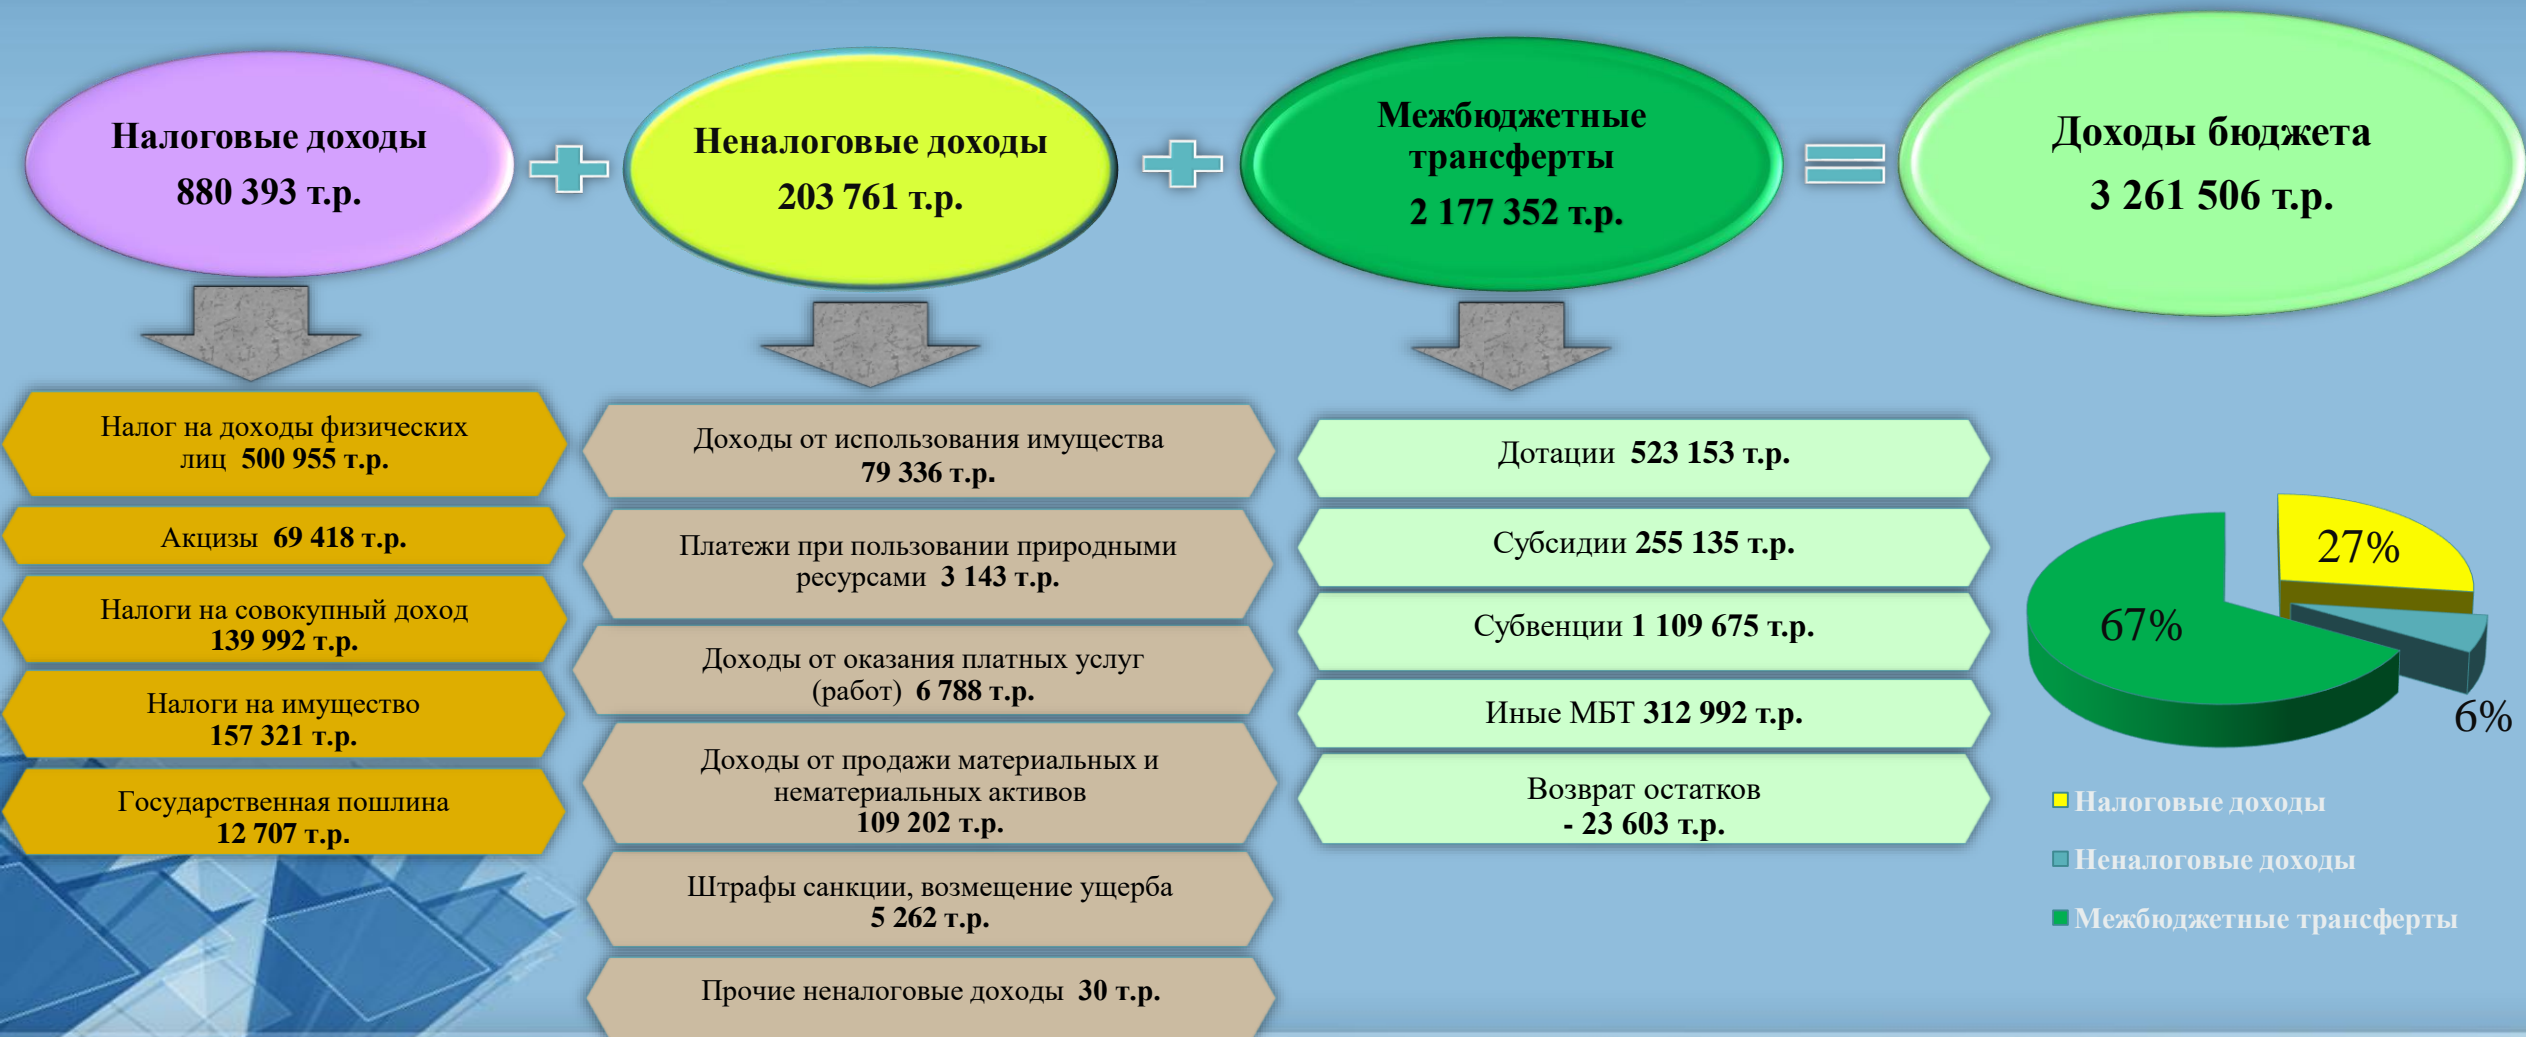 Налоговые доходы
880 393 т.р.
Неналоговые доходы
203 761 т.р.
Межбюджетные
трансферты
2 177 352 т.р.
Доходы бюджета
3 261 506 т.р.
Налог на доходы физических
лиц 500 955 т.р.
Акцизы 69 418 т.р.
Налоги на совокупный доход
139 992 т.р.
Налоги на имущество
157 321 т.р.
Государственная пошлина
12 707 т.р.
Доходы от использования имущества
79 336 т.р.
Платежи при пользовании природными
ресурсами 3 143 т.р.
Доходы от оказания платных услуг
(работ) 6 788 т.р.
Доходы от продажи материальных и
нематериальных активов
109 202 т.р.
Штрафы санкции, возмещение ущерба
5 262 т.р.
Прочие неналоговые доходы 30 т.р.
Дотации 523 153 т.р.
Субсидии 255 135 т.р.
Субвенции 1 109 675 т.р.
Иные МБТ 312 992 т.р.
Возврат остатков
- 23 603 т.р.
27%
67%
6%
Налоговые доходы
Неналоговые доходы
Межбюджетные трансферты